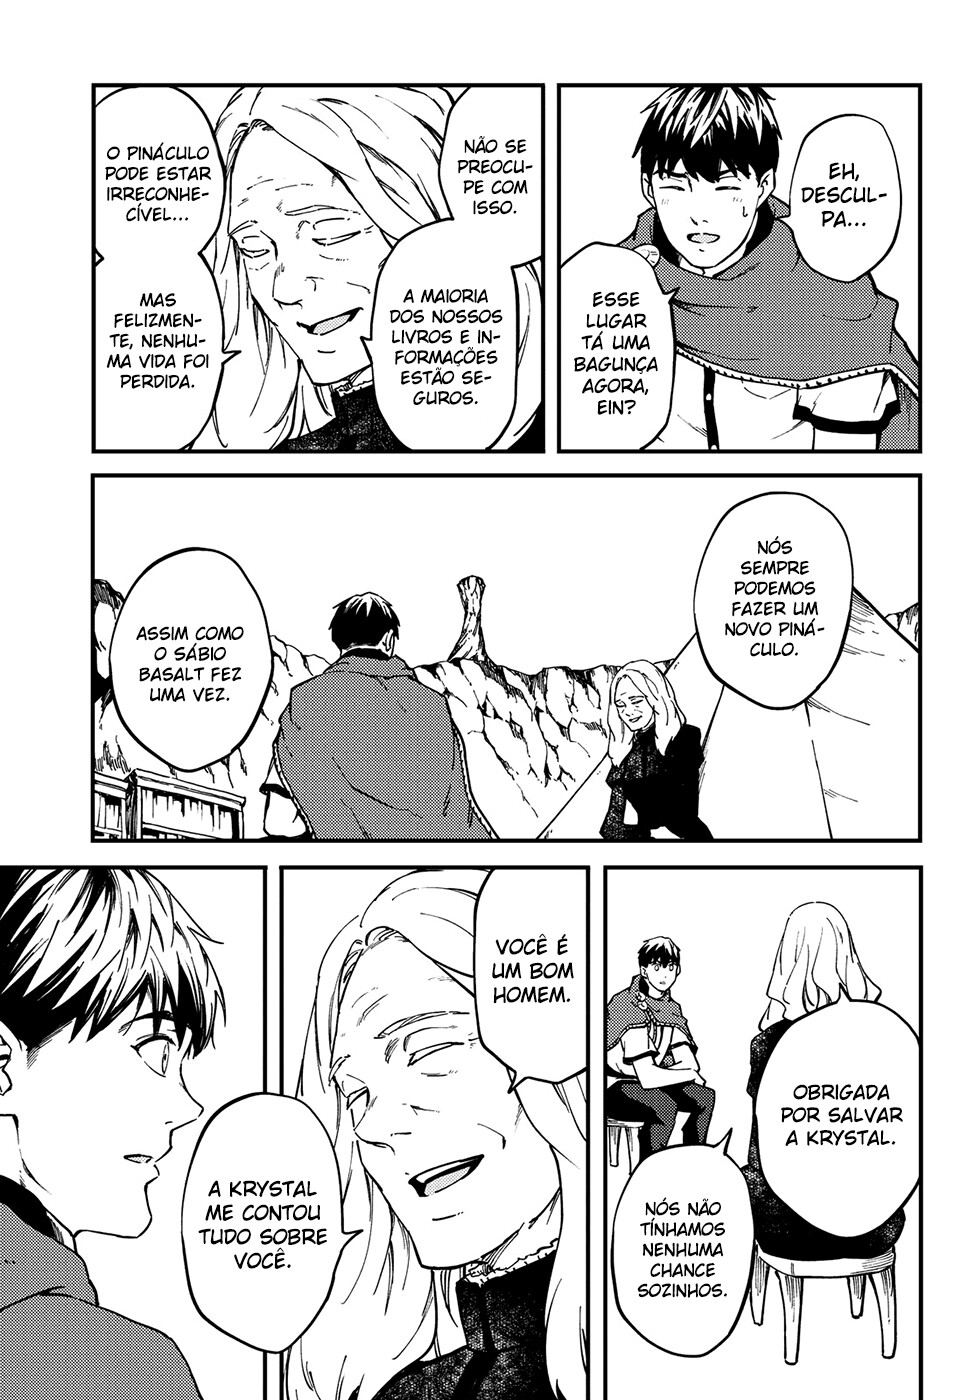 EH,
DESCUL-
PA...
ESSE
LUGAR
TÁ UMA
BAGUNÇA
AGORA,
EIN?
NÃO SE
PREOCU-
PE COM
ISSO.
A MAIORIA
DOS NOSSOS
LIVROS E IN-
FORMAÇÕES
ESTÃO SE-
GUROS.
O PINÁCULO
PODE ESTAR
IRRECONHE-
CÍVEL...
MAS
FELIZMEN-
TE, NENHU-
MA VIDA FOI
PERDIDA.
NÓS
SEMPRE
PODEMOS
FAZER UM
NOVO PINÁ-
CULO.
ASSIM COMO
O SÁBIO
BASALT FEZ
UMA VEZ.
OBRIGADA
POR SALVAR
A KRYSTAL.
NÓS NÃO
TÍNHAMOS
NENHUMA
CHANCE
SOZINHOS.
VOCÊ É
UM BOM
HOMEM.
A KRYSTAL
ME CONTOU
TUDO SOBRE
VOCÊ.